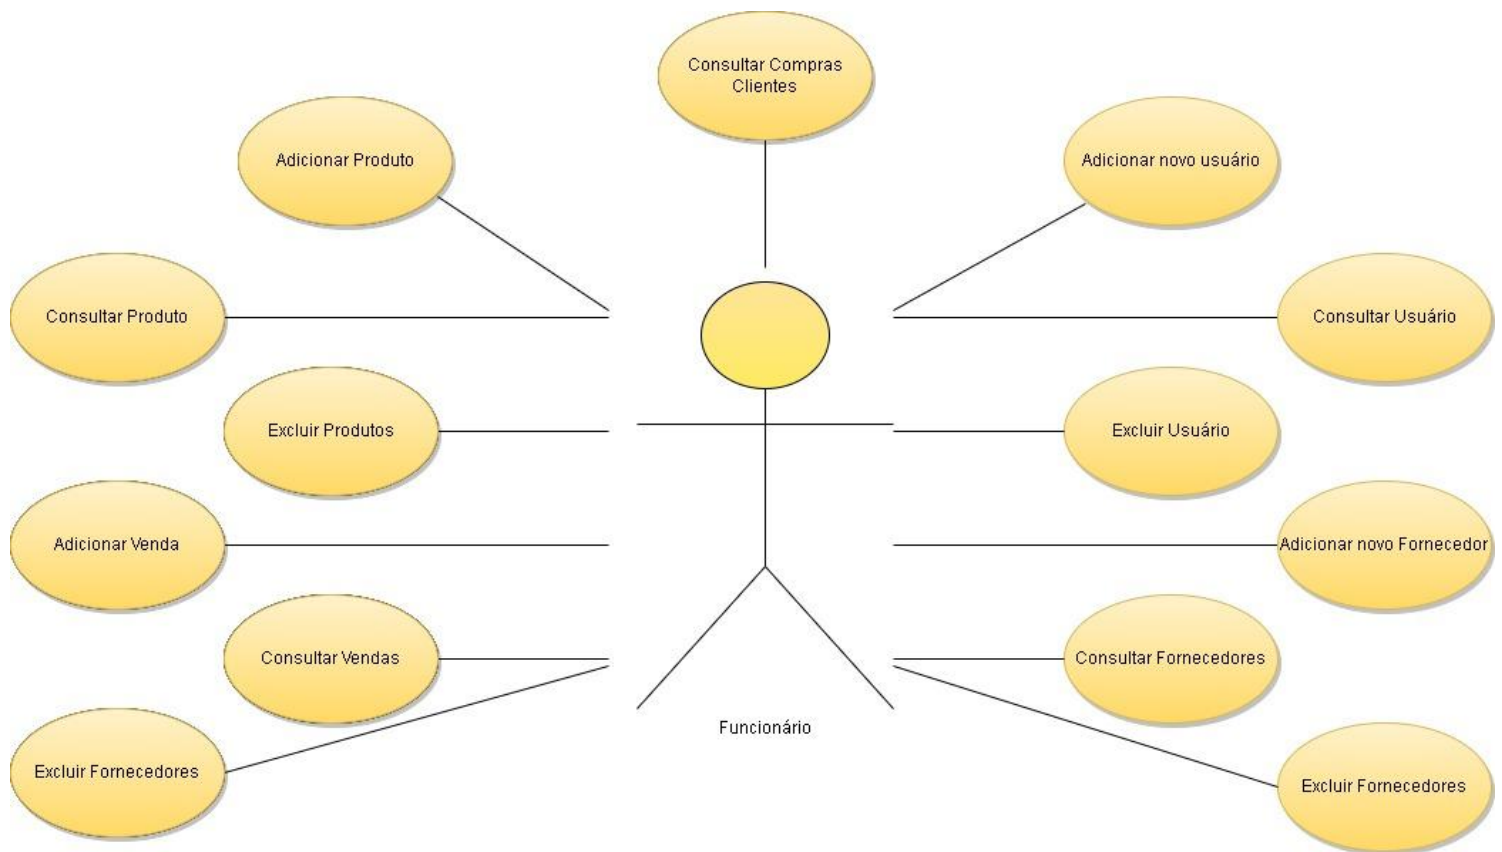 Consultar Compras
Clientes
Adicionar Produto
Adicionar novo usuário
Consultar Produto
Consultar Usuário
Excluir Produtos
Excluir Usuário
Adicionar Venda
Adicionar novo Fornecedor
Consultar Vendas
Consultar Fornecedores
Funcionário
Excluir Fornecedores
Excluir Fornecedores